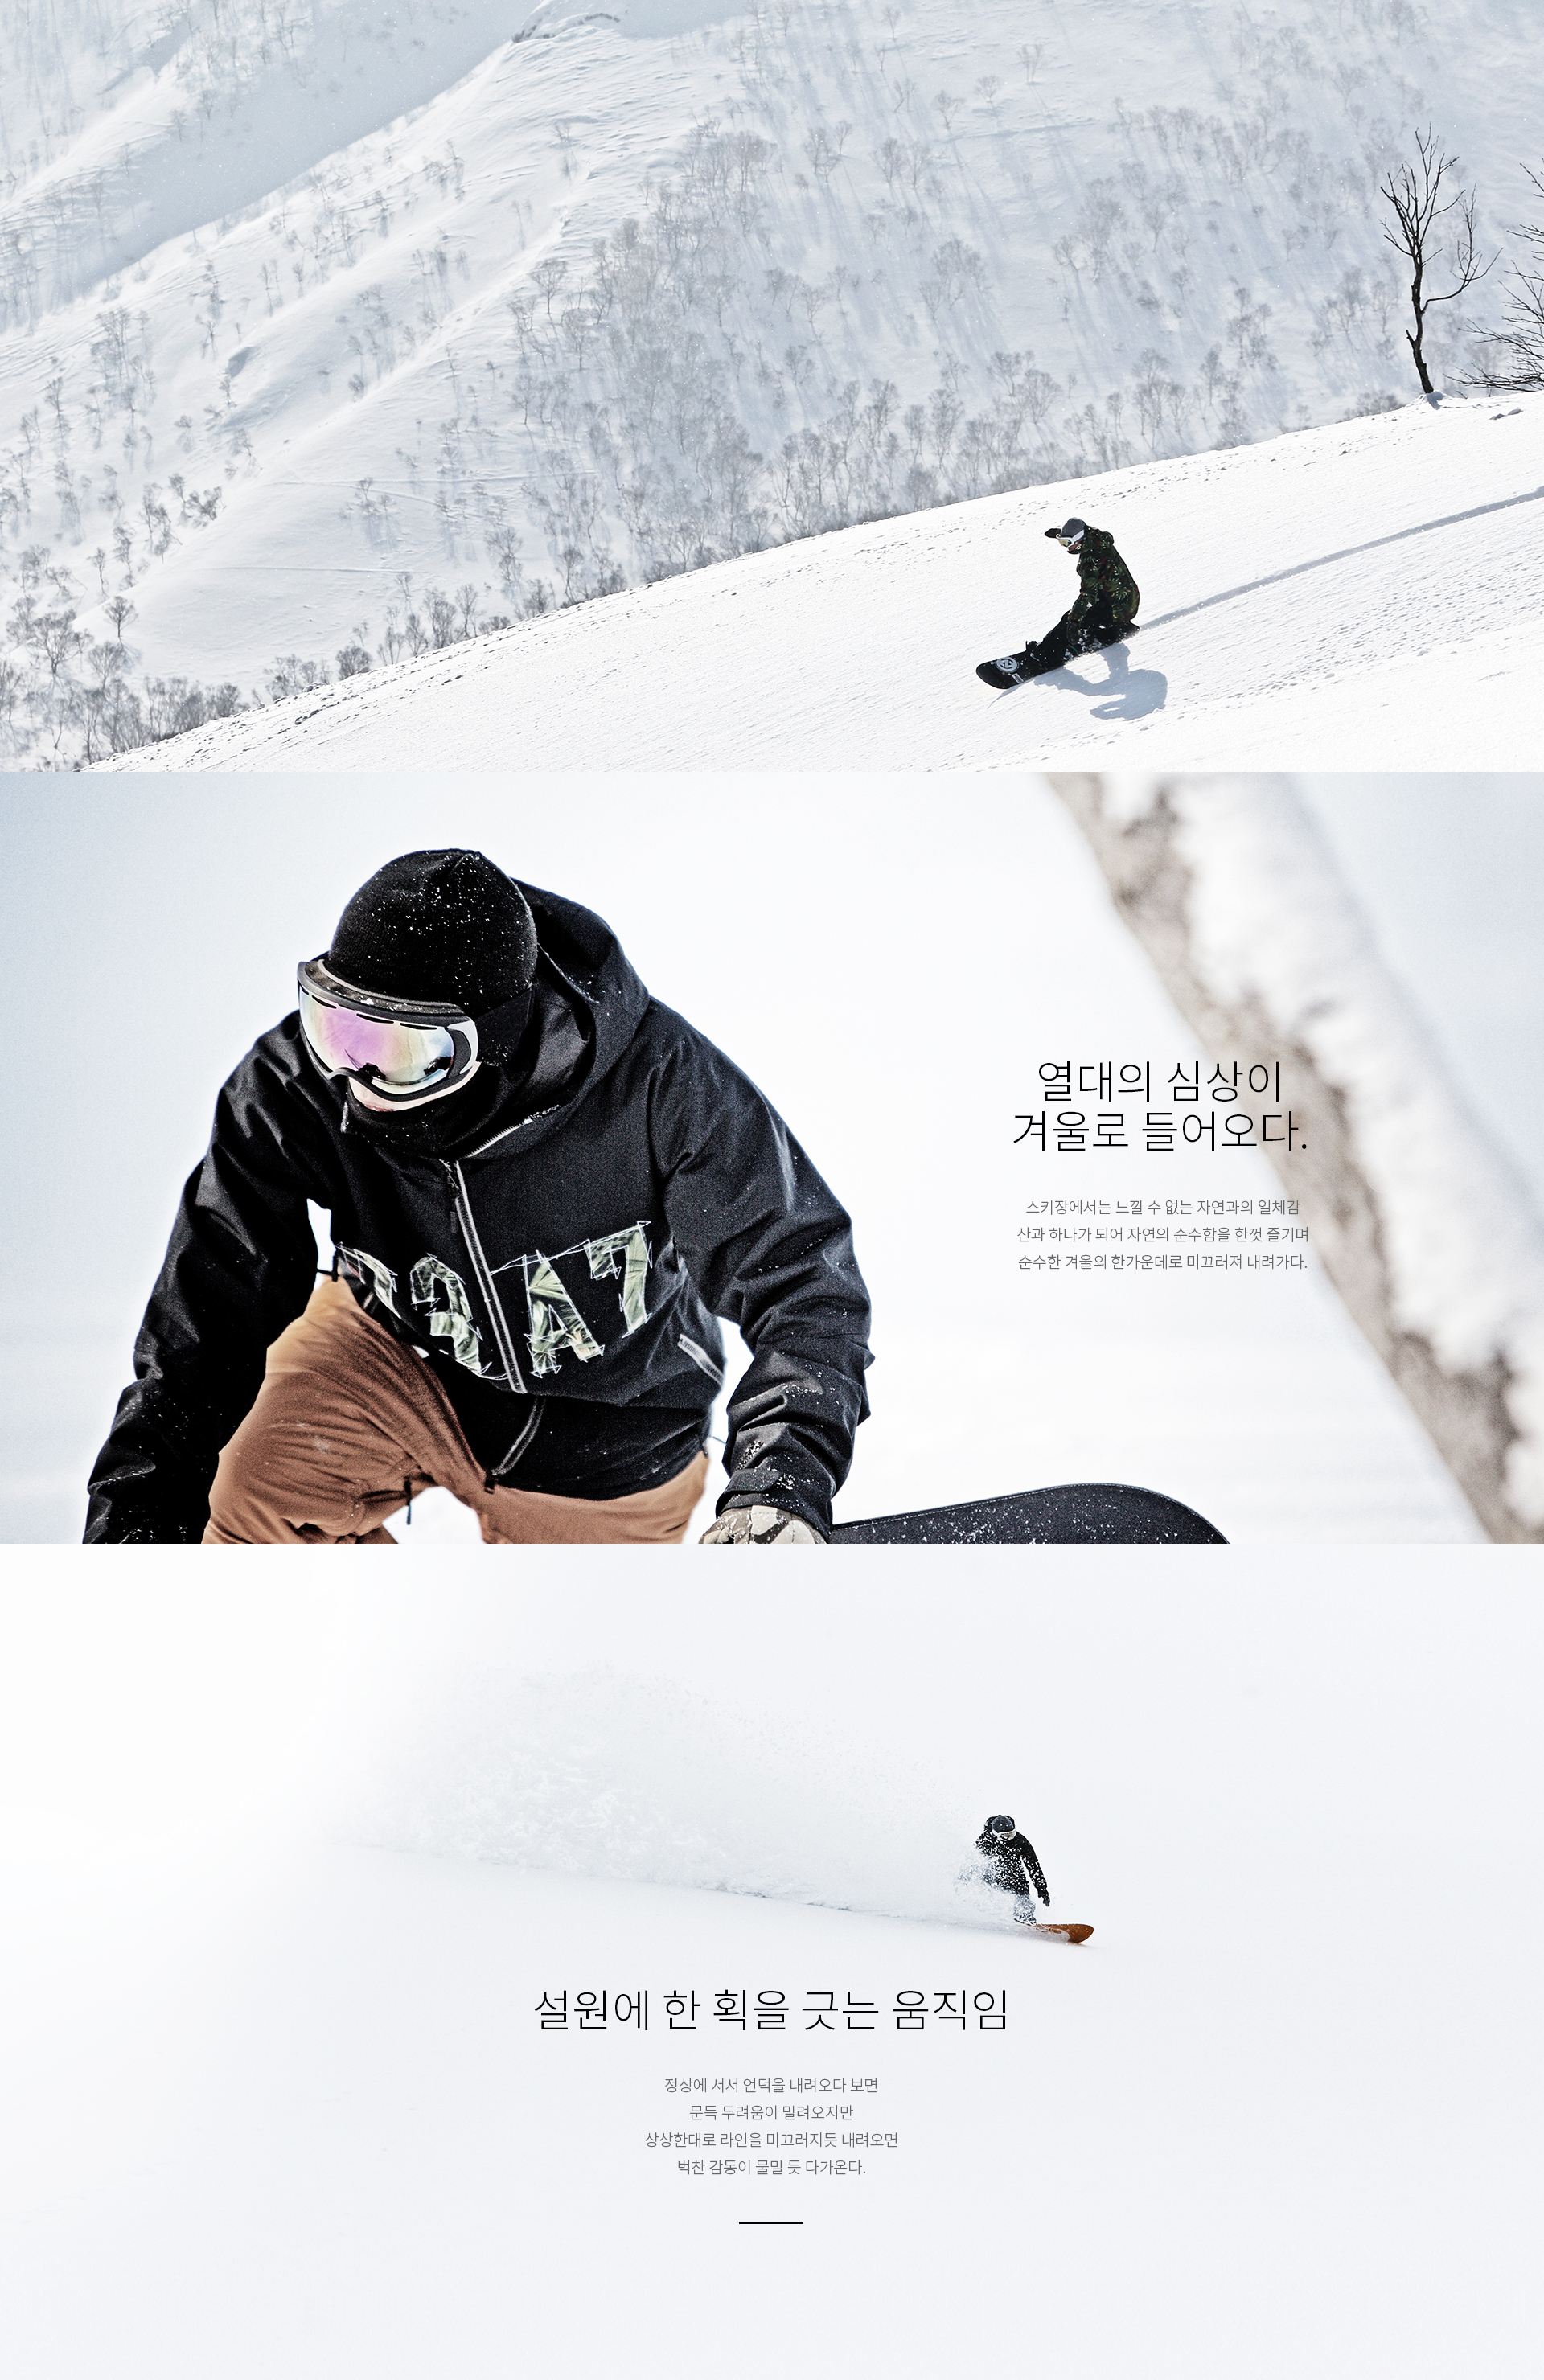 열대의 심상이
겨울로 들어오다.
스키장에서는 느낄 수 없는 자연과의 일체감
산과 하나가 되어 자연의 순수함을 한껏 즐기며
순수한 겨울의 한가운데로 미끄러져 내려가다.
설원에 한 획을 긋는 움직임
정상에 서서 언덕을 내려오다 보면
문득 두려움이 밀려오지만
상상한대로 라인을 미끄러지듯 내려오면
벅찬 감동이 물밀 듯 다가온다.